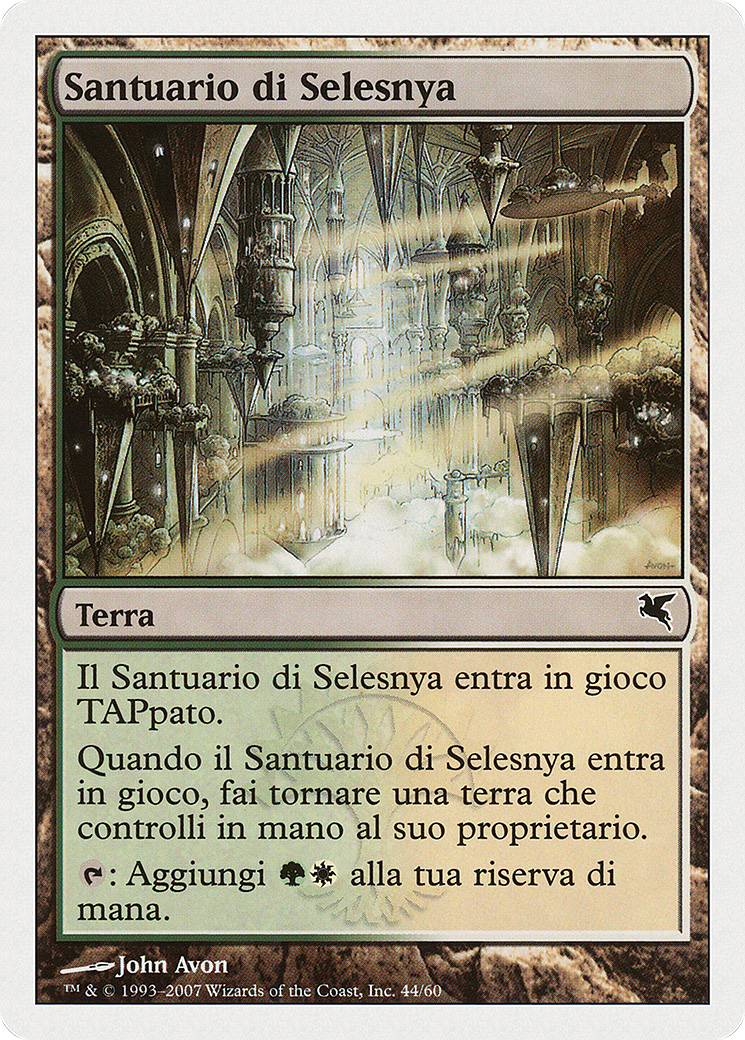 Santuario di Selesnya
AVON
Terra
Il Santuario di Selesnya entra in gioco
TAPpato.
Quando il Santuario di Selesnya entra
in gioco, fai tornare una terra che
controlli in mano al suo proprietario.
: Aggiungi alla tua riserva di
mana.
John Avon
™ & © 1993–2007 Wizards of the Coast, Inc. 44/60